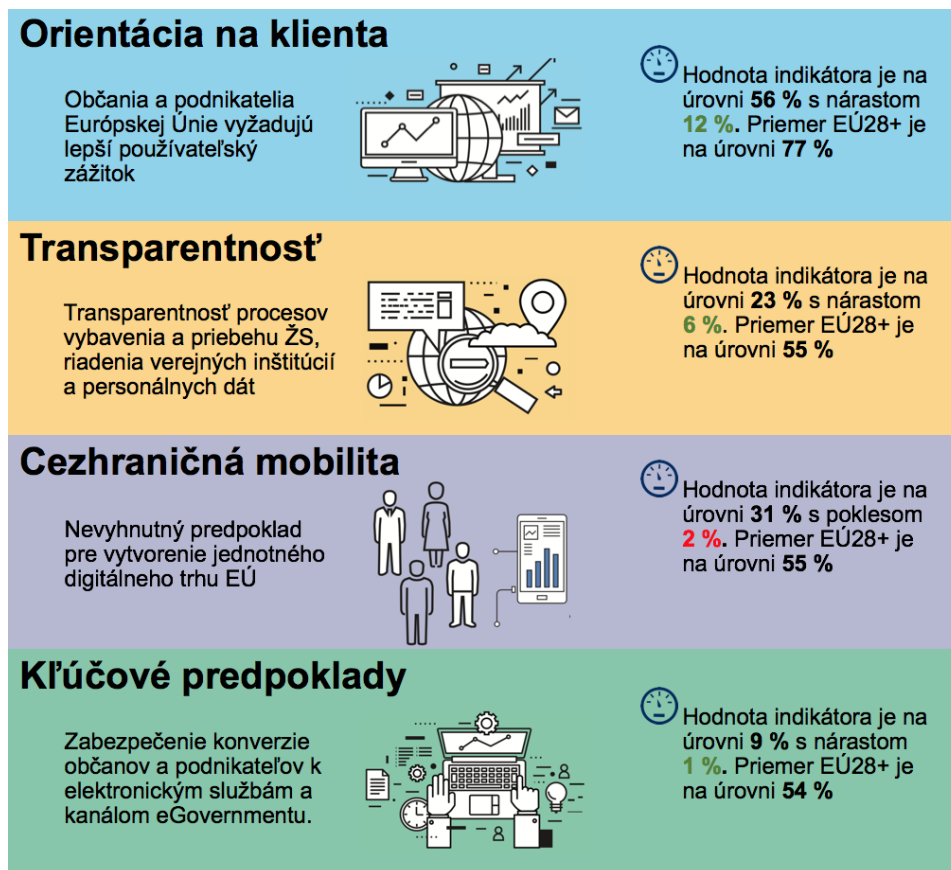 Orientácia na klienta
Občania a podnikatelia
Európskej Únie vyžadujú
lepší používateľský
zážitok
Hodnota indikátora je na
úrovni 56 % s nárastom
12 %. Priemer EÚ28+ je
na úrovni 77 %
Transparentnosť
Transparentnosť procesov
vybavenia a priebehu ŽS,
riadenia verejných inštitúcií
a personálnych dát
Hodnota indikátora je na
úrovni 23 % s nárastom
6 %. Priemer EÚ28+ je
na úrovni 55 %
Cezhraničná mobilita
Nevyhnutný predpoklad
pre vytvorenie jednotného
digitálneho trhu EÚ
Hodnota indikátora je na
úrovni 31 % s poklesom
2 %. Priemer EÚ28+ je
na úrovni 55 %
Kľúčové predpoklady
Zabezpečenie konverzie
občanov a podnikateľov k
elektronickým službám a
kanálom eGovernmentu.
Hodnota indikátora je na
úrovni 9 % s nárastom
1 %. Priemer EÚ28+ je
na úrovni 54 %